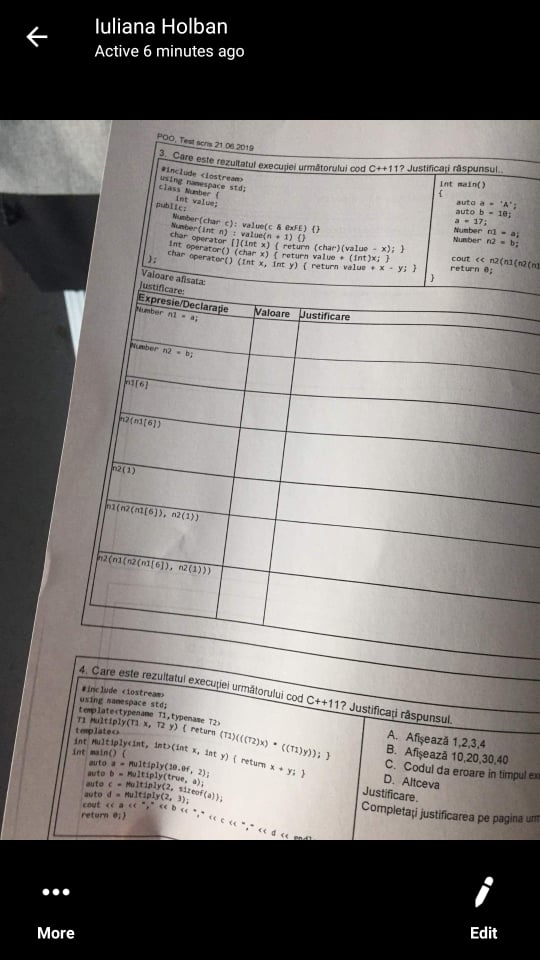 Iuliana Holban
Active 6 minutes ago
POO, Test scris 21.06.2019
3. Care este rezultatul execuției următorului cod C++11? Justificați răspunsul..
#include <iostream>
using namespace std;
class Number {
int value;
public:
Number(char c): value(c & 0xFE) {}
Number(int n) : value(n + 1) {}
char operator [](int x) { return (char)(value - x); }
int operator() (char x) { return value + (int)x; }
char operator() (int x, int y) { return value + x - y; }
};
int main()
{
auto a = 'A';
auto b = 10;
a = 17;
Number n1 = a;
Number n2 = b;
cout << n2(n1(n2(n1
return 0;
}
Valoare afisata:
Justificare:
Expresie/Declarație Valoare Justificare
Number n1 = a;
Number n2 = b;
n1[6]
n2(n1[6])
n2(1)
n1(n2(n1[6]), n2(1))
n2(n1(n2(n1[6]), n2(1)))
4. Care este rezultatul execuției următorului cod C++11? Justificați răspunsul.
#include <iostream>
using namespace std;
template<typename T1,typename T2>
T1 Multiply(T1 x, T2 y) { return (T1)(((T2)x) * ((T1)y)); }
template<>
int Multiply<int, int>(int x, int y) { return x + y; }
int main() {
auto a = Multiply(10.0f, 2);
auto b = Multiply(true, a);
auto c = Multiply(2, sizeof(a));
auto d = Multiply(2, 3);
cout << a << "," << b << "," << c << "," << d << endl;
return 0;}
A. Afișează 1,2,3,4
B. Afișează 10,20,30,40
C. Codul da eroare in timpul
D. Altceva
Justificare.
Completați justificarea pe pagina
More
Edit